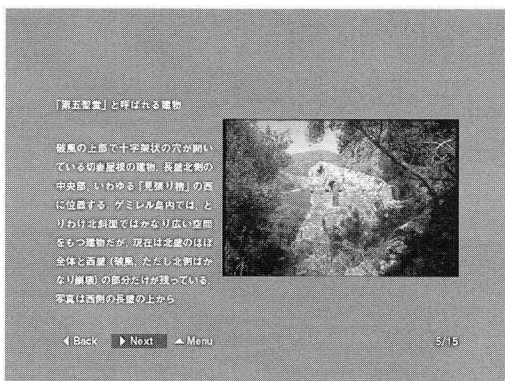 「第五聖堂」と呼ばれる建物
破風の上部で十字架状の穴が開い
ている切妻屋根の建物。長壁北側の
中央部、いわゆる「見張り楼」の西
に位置する。ゲミレル島内では、と
りわけ北斜面ではかなり広い空間
をもつ建物だが、現在は北壁のほぼ
全体と西壁（破風、ただし北側はか
なり崩壊）の部分だけが残っている。
写真は西側の長壁の上から
Back Next Menu 5/15